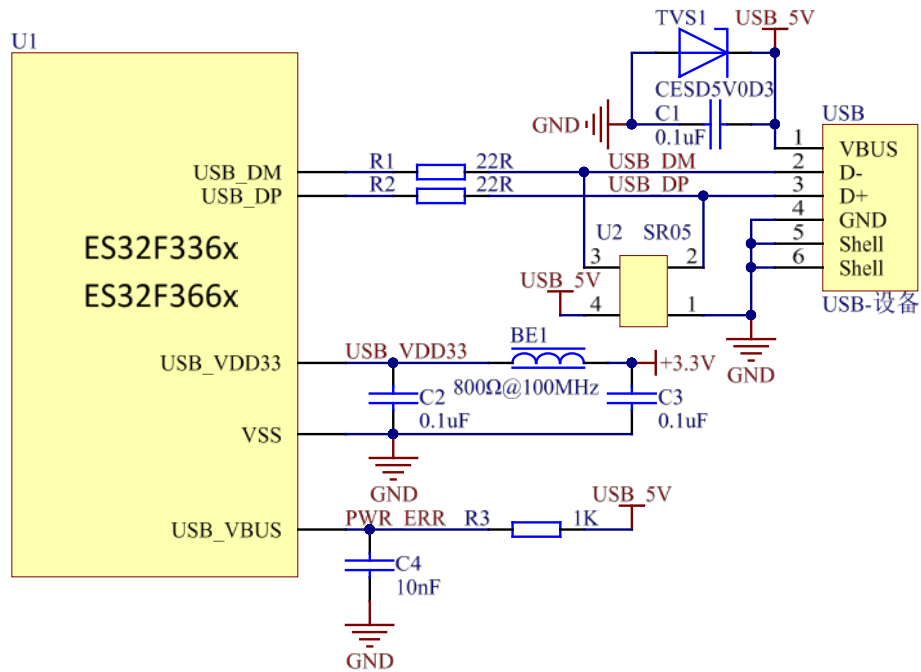 TVS1
USB_5V
U1
CESD5V0D3
C1
USB
GND
0.1uF
1
VBUS
USB_DM
R1
22R
USB_DM
2
D-
USB_DP
R2
22R
USB_DP
3
D+
4
GND
U2
SR05
5
Shell
ES32F336x
3
2
6
Shell
USB_5V
ES32F366x
4
1
USB-设备
BE1
USB_VDD33
USB_VDD33
+3.3V
GND
800Ω@100MHz
C2
C3
0.1uF
0.1uF
VSS
GND
USB_5V
USB_VBUS
PWR_ERR
R3
1K
C4
10nF
GND